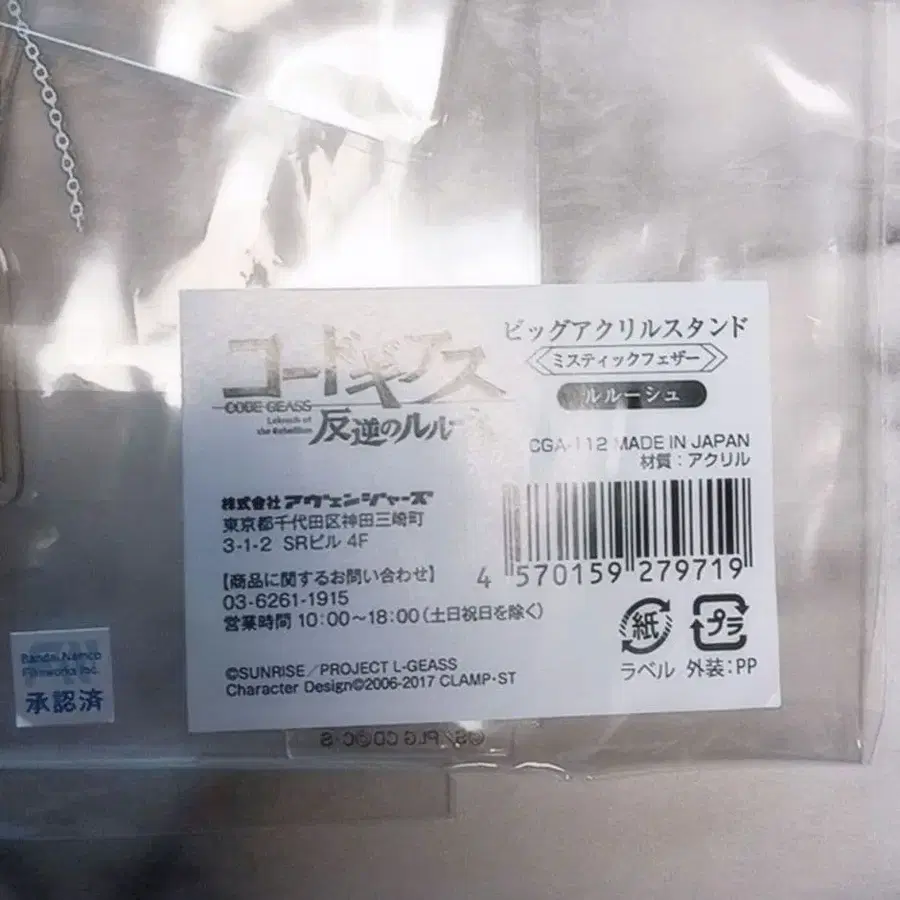 コードギアス
CODE GEASS
Lelouch of
the Rebellion
反逆のルルー
ビッグアクリルスタンド
ミスティックフェザー
ルルーシュ
CGA-112 MADE IN JAPAN
材質：アクリル
株式会社アヴェンジャーズ
東京都千代田区神田三崎町
3-1-2 SRビル 4F
【商品に関するお問い合わせ】
03-6261-1915
営業時間 10:00～18:00（土日祝日を除く）
4 570159 279719
紙
プラ
ラベル 外装：PP
©SUNRISE／PROJECT L-GEASS
Character Design©2006-2017 CLAMP・ST
Bandai Namco
Filmworks Inc.
承認済